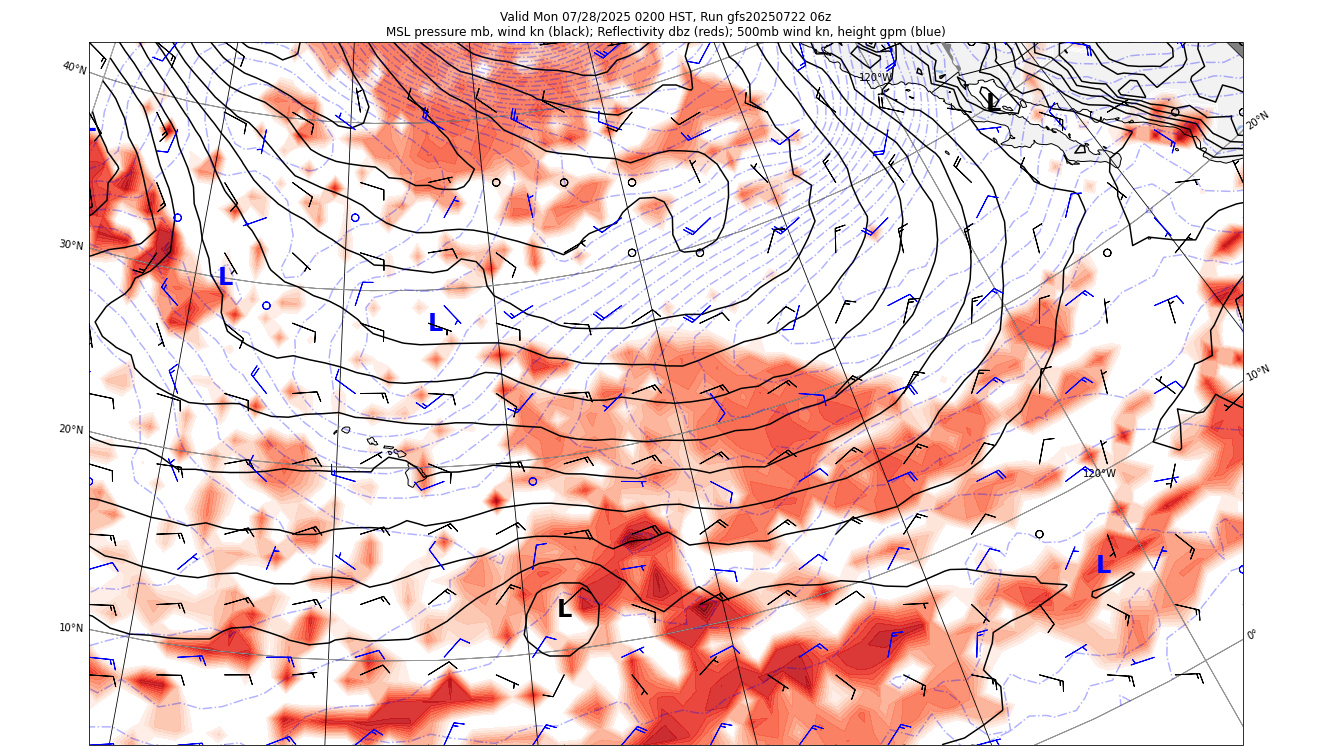 Valid Mon 07/28/2025 0200 HST, Run gfs20250722 06z
MSL pressure mb, wind kn (black); Reflectivity dbz (reds); 500mb wind kn, height gpm (blue)
40°N
120°W
L
20°N
30°N
L
L
10°N
20°N
120°W
L
L
10°N
0°